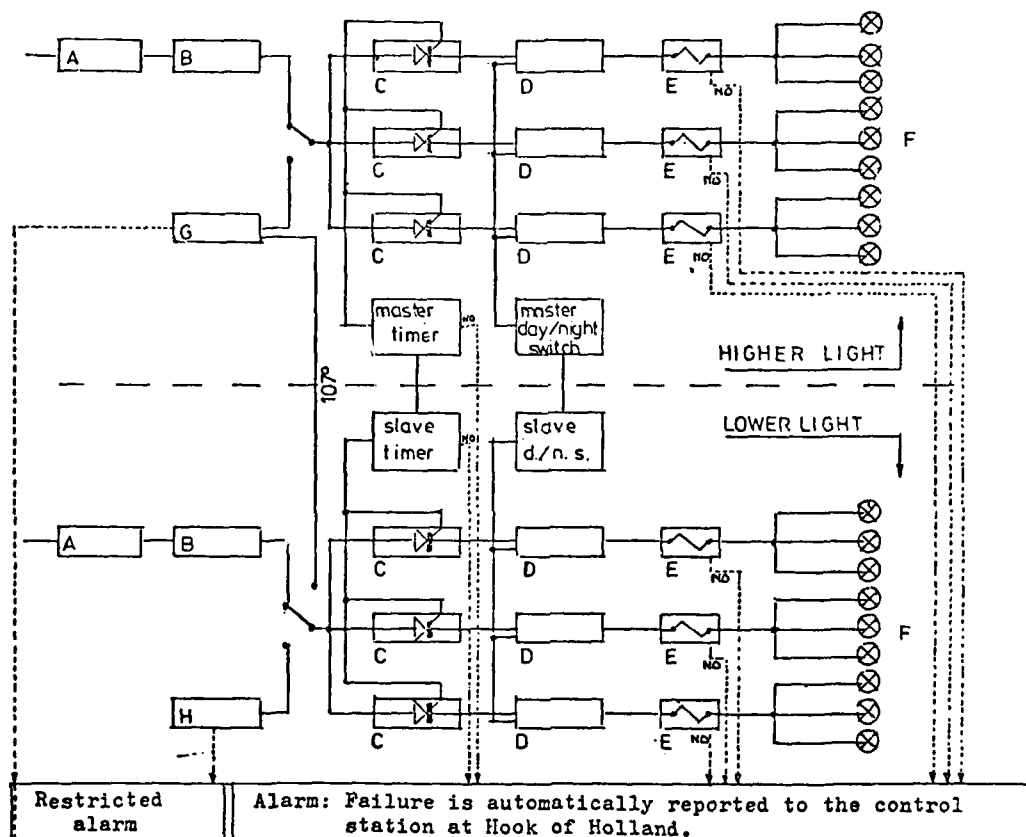 A
B
C
D
E
NO
C
D
E
NO
F
G
C
D
E
NO
master timer
NO
master day/night switch
HIGHER LIGHT
107º
LOWER LIGHT
slave timer
NO
slave d./n. s.
A
B
C
D
E
NO
C
D
E
NO
F
H
C
D
E
NO
Restricted
alarm
Alarm: Failure is automatically reported to the control
station at Hook of Holland.